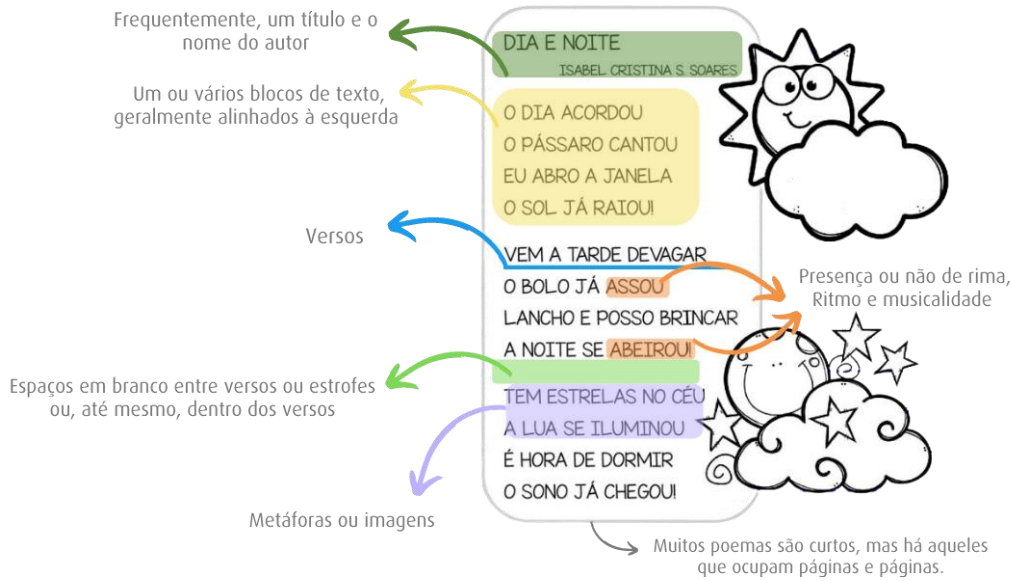 Frequentemente, um título e o
nome do autor
Um ou vários blocos de texto,
geralmente alinhados à esquerda
Versos
Espaços em branco entre versos ou estrofes
ou, até mesmo, dentro dos versos
Metáforas ou imagens
DIA E NOITE
ISABEL CRISTINA S. SOARES
O DIA ACORDOU
O PÁSSARO CANTOU
EU ABRO A JANELA
O SOL JÁ RAIOU!
VEM A TARDE DEVAGAR
O BOLO JÁ ASSOU
LANCHO E POSSO BRINCAR
A NOITE SE ABEIROU!
TEM ESTRELAS NO CÉU
A LUA SE ILUMINOU
É HORA DE DORMIR
O SONO JÁ CHEGOU!
Presença ou não de rima,
Ritmo e musicalidade
Muitos poemas são curtos, mas há aqueles
que ocupam páginas e páginas.